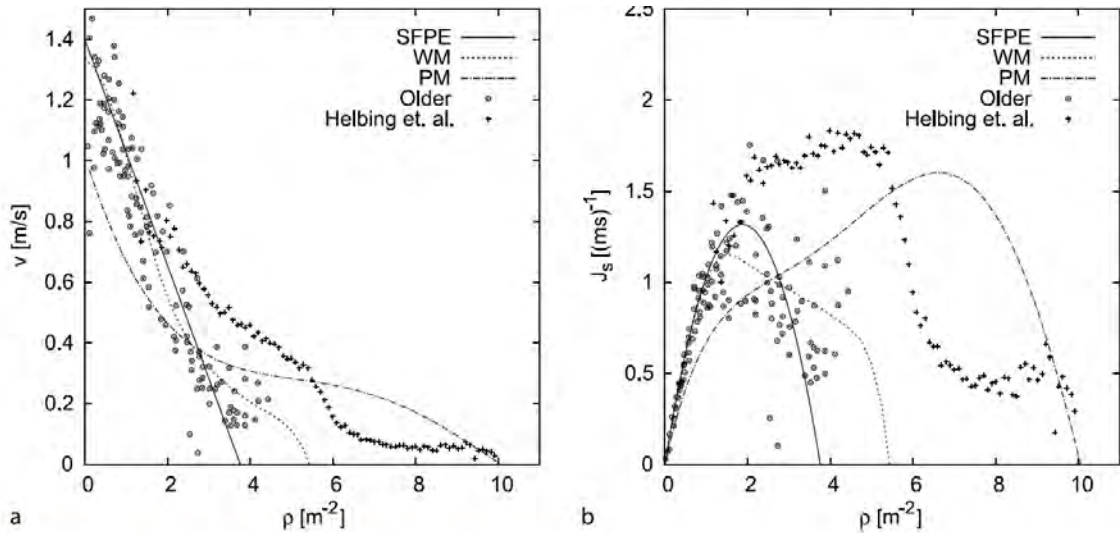 1.4
1.2
1
0.8
0.6
0.4
0.2
0
0 2 4 6 8 10
v [m/s]
ρ [m⁻²]
SFPE
WM
PM
Older
Helbing et. al.
a
2.5
2
1.5
1
0.5
0
0 2 4 6 8 10
Jₛ [(ms)⁻¹]
ρ [m⁻²]
SFPE
WM
PM
Older
Helbing et. al.
b